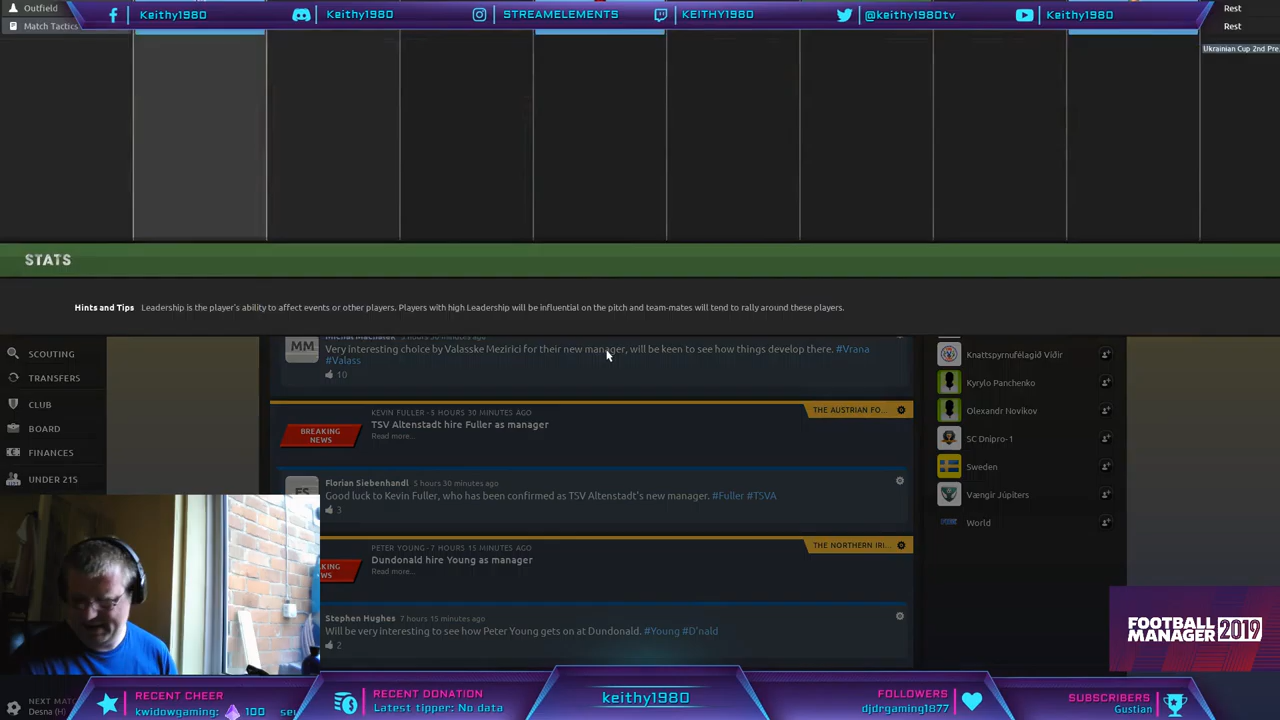 Outfield
Keithy1980
Keithy1980
STREAMELEMENTS
KEITHY1980
@keithy1980tv
Keithy1980
Rest
Match Tactics
Rest
Ukrainian Cup 2nd Pre
STATS
Hints and Tips Leadership is the player's ability to affect events or other players. Players with high Leadership will be influential on the pitch and team-mates will tend to rally around these players.
SCOUTING
TRANSFERS
CLUB
BOARD
FINANCES
UNDER 21S
MM
Very interesting choice by Valasske Mezirici for their new manager, will be keen to see how things develop there. #Vrana
#Valass
10
KEVIN FULLER - 5 HOURS 30 MINUTES AGO
THE AUSTRIAN FO...
BREAKING
NEWS
TSV Altenstadt hire Fuller as manager
Read more...
Florian Siebenhandl 5 hours 30 minutes ago
FS
Good luck to Kevin Fuller, who has been confirmed as TSV Altenstadt's new manager. #Fuller #TSVA
3
PETER YOUNG - 7 HOURS 15 MINUTES AGO
THE NORTHERN IRI...
KING
WS
Dundonald hire Young as manager
Read more...
Stephen Hughes 7 hours 15 minutes ago
Will be very interesting to see how Peter Young gets on at Dundonald. #Young #D'nald
2
Knattspyrnufélagið Víðir
Kyrylo Panchenko
Olexandr Novikov
SC Dnipro-1
Sweden
Vængir Júpiters
World
FOOTBALL
MANAGER 2019
NEXT MA
Desna (H)
RECENT CHEER
kwidowgaming: 100
RECENT DONATION
Latest tipper: No data
keithy1980
FOLLOWERS
djdrgaming1877
SUBSCRIBERS
Gustian